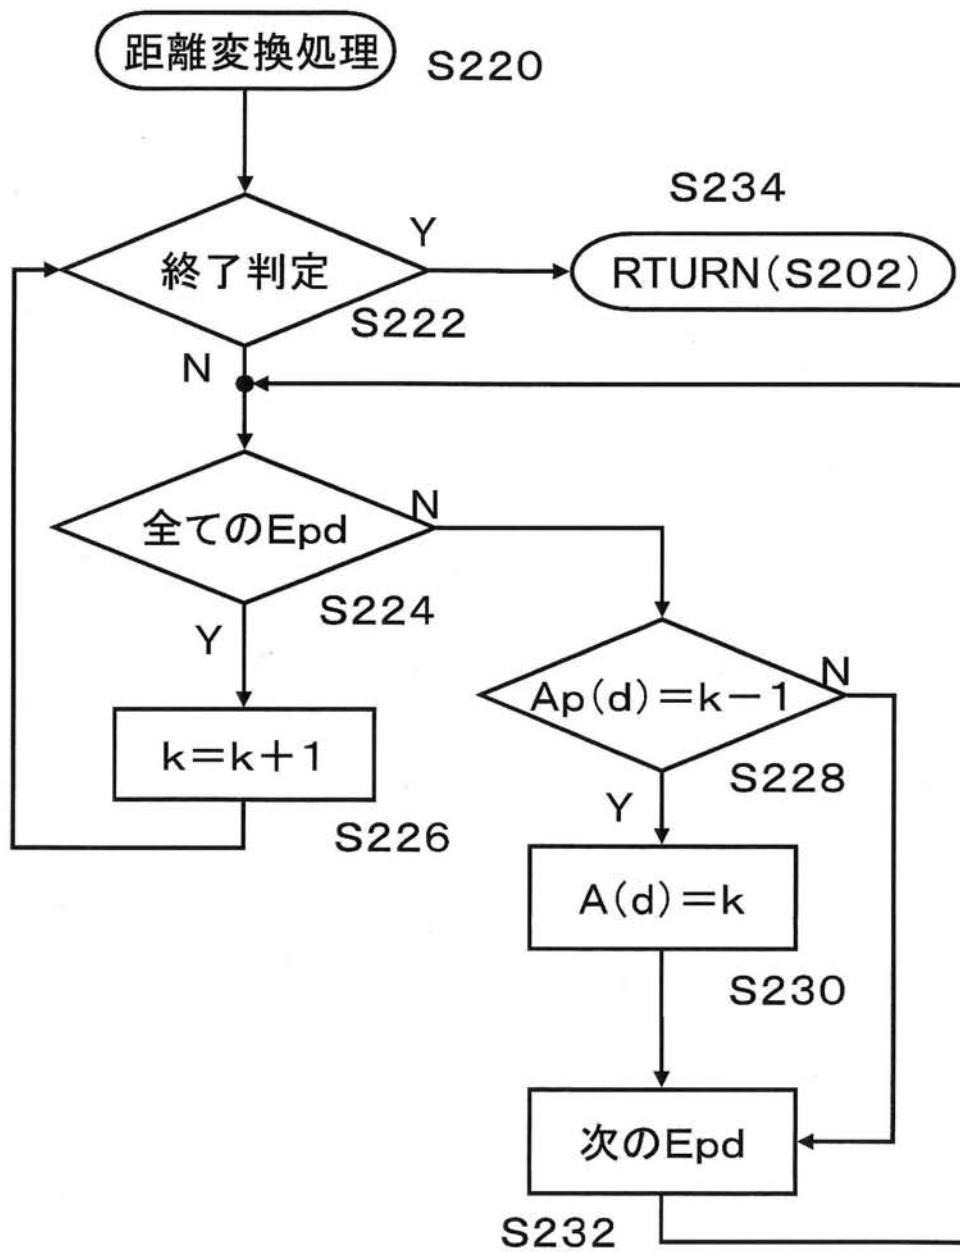 距離変換処理
S220
S234
Y
終了判定
RTURN(S202)
S222
N
N
全てのEpd
S224
Y
N
Ap(d)=k-1
k=k+1
S228
Y
S226
A(d)=k
S230
次のEpd
S232